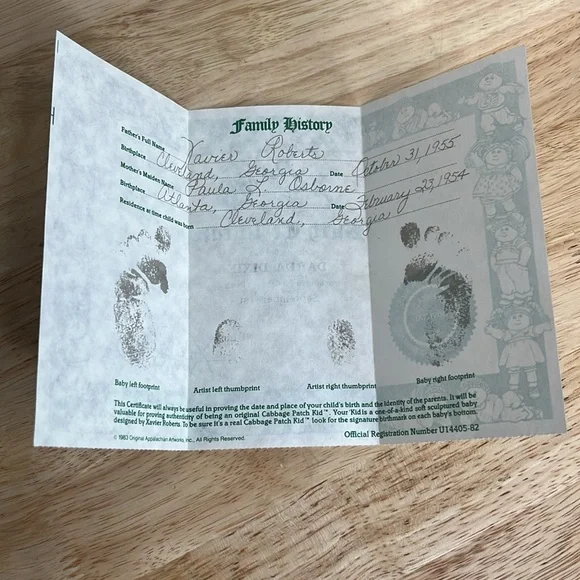 Family History
Father's Full Name Xavier Roberts
Birthplace Cleveland, Georgia Date October 31, 1955
Mother's Maiden Name Paula L. Osborne
Birthplace Atlanta, Georgia Date February 23, 1954
Residence at time child was born Cleveland, Georgia
Baby left footprint Artist left thumbprint Artist right thumbprint Baby right footprint
This Certificate will always be useful in proving the date and place of your child's birth and the identity of the parents. It will be
valuable for proving authenticity of being an original Cabbage Patch Kid™. Your 'Kid is a one-of-a-kind soft sculptured baby
designed by Xavier Roberts. To be sure it's a real Cabbage Patch Kid™ look for the signature birthmark on each baby's bottom.
© 1983 Original Appalachian Artworks, Inc., All Rights Reserved. Official Registration Number U14405-82